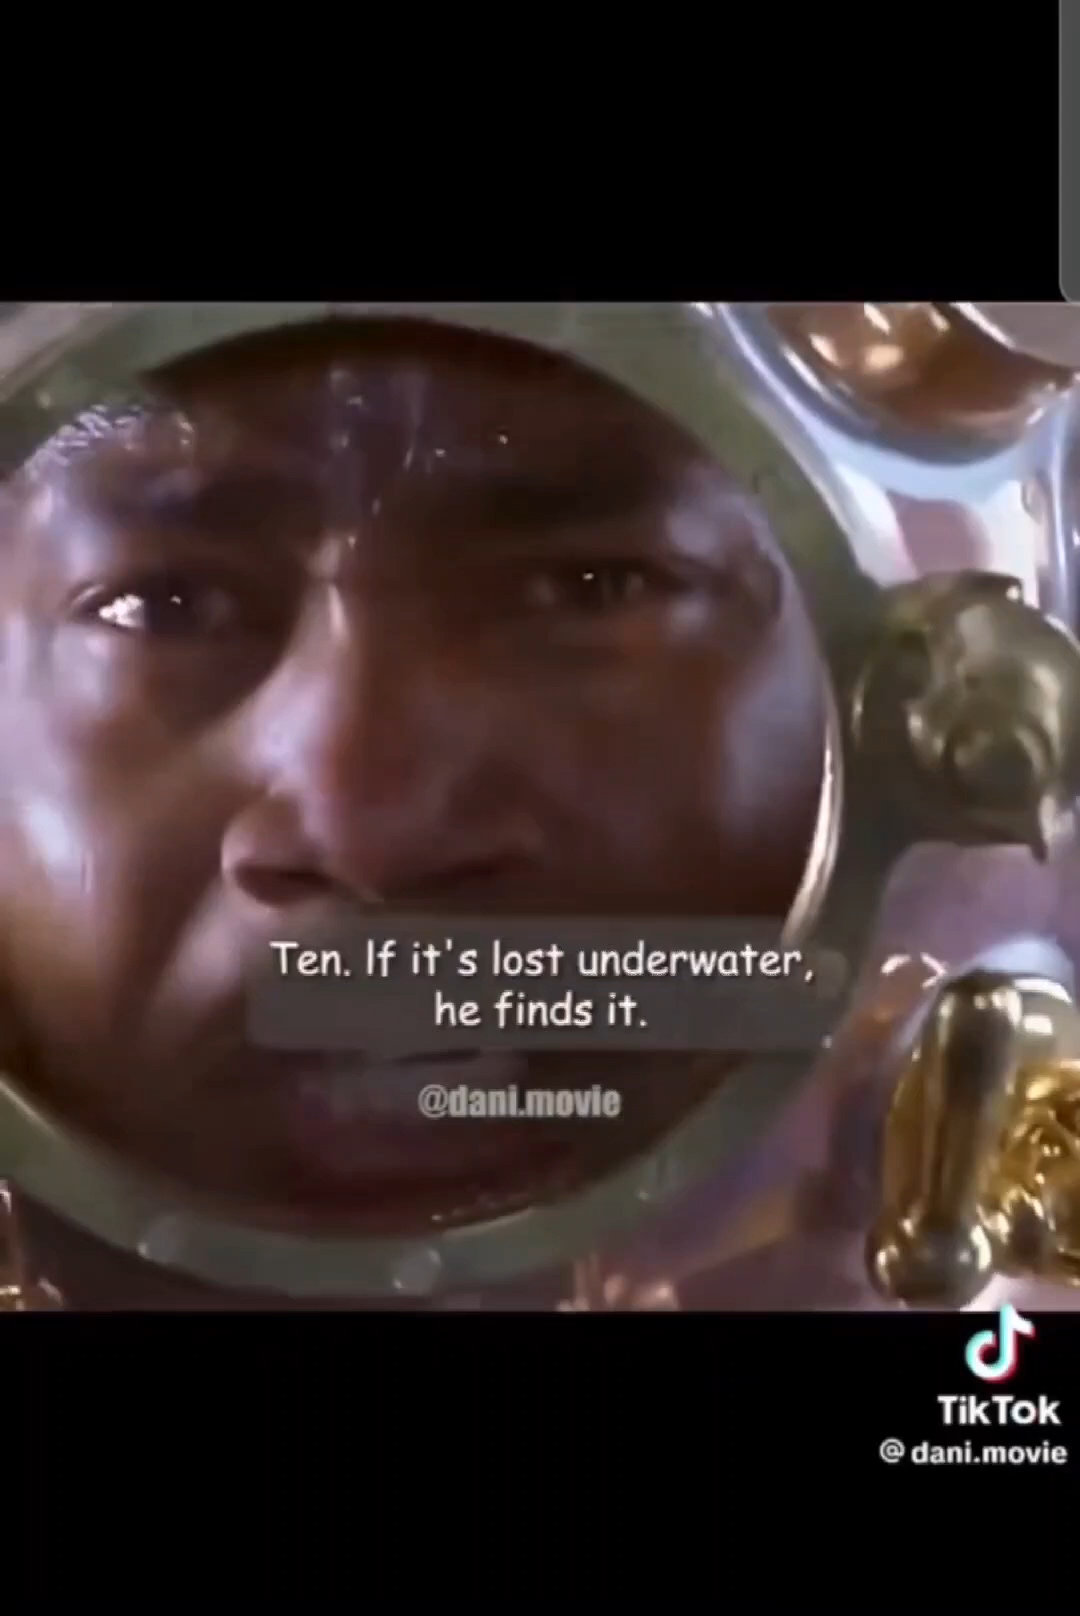 Ten. If it's lost underwater,
he finds it.
@dani.movie
TikTok
@ dani.movie